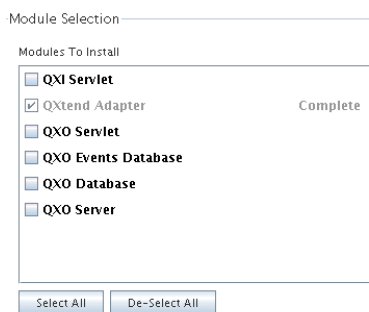 Module Selection
Modules To Install
QXI Servlet
QXtend Adapter Complete
QXO Servlet
QXO Events Database
QXO Database
QXO Server
Select All De-Select All